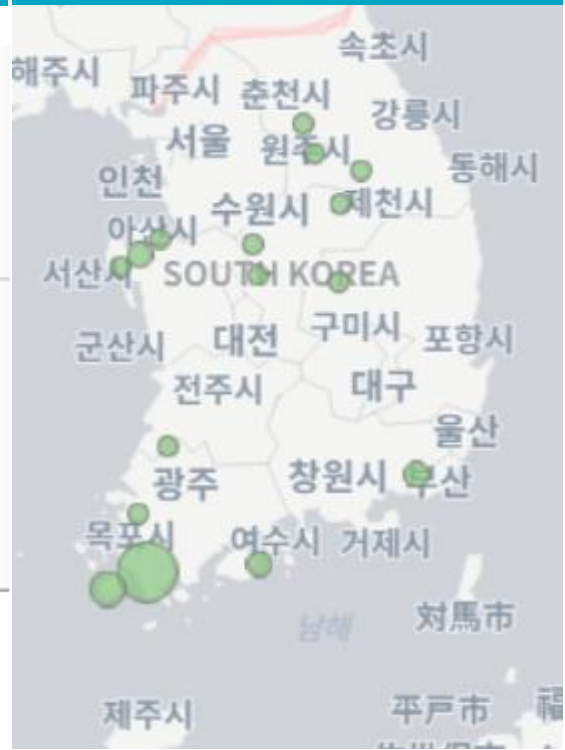 속초시
해주시
파주시
춘천시
강릉시
서울
원주시
동해시
인천
수원시
제천시
아산시
서산시
SOUTH KOREA
군산시
대전
구미시
포항시
전주시
대구
울산
광주
창원시
부산
목포시
여수시
거제시
남해
対馬市
제주시
平戸市
福